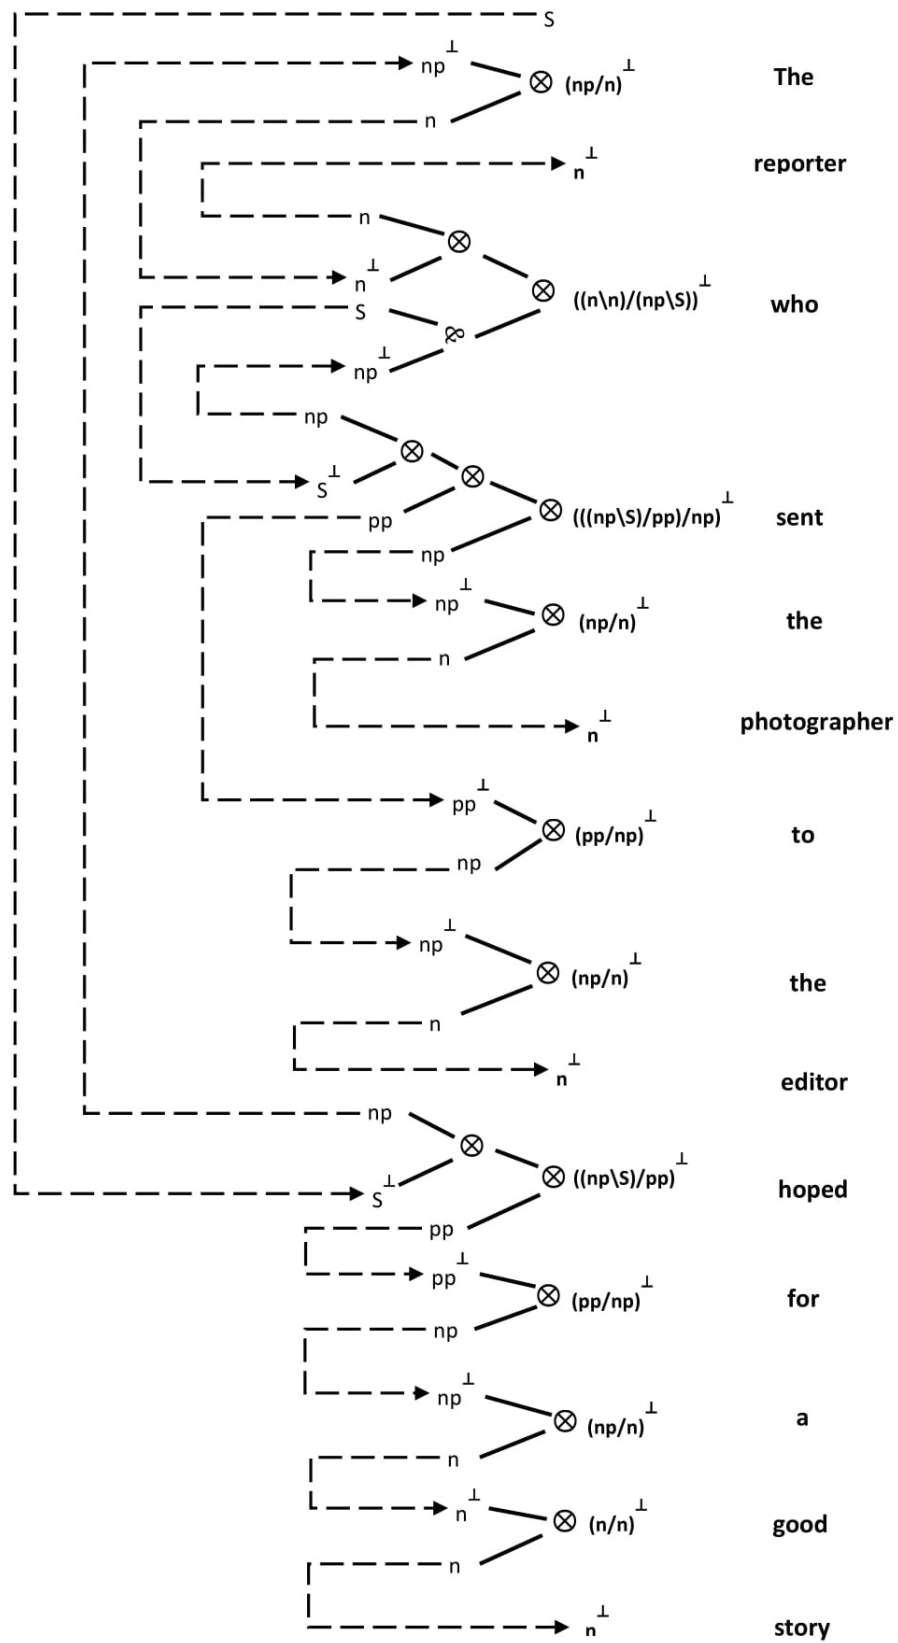 S
np⊥ ⊗ (np/n)⊥ The
n
n⊥ reporter
n ⊗
n⊥ ⊗ ((n\n)/(np\S))⊥ who
S ⅋
np⊥
np ⊗
S⊥ ⊗
pp ⊗ (((np\S)/pp)/np)⊥ sent
np
np⊥ ⊗ (np/n)⊥ the
n
n⊥ photographer
pp⊥ ⊗ (pp/np)⊥ to
np
np⊥ ⊗ (np/n)⊥ the
n
n⊥ editor
np ⊗
S⊥ ⊗ ((np\S)/pp)⊥ hoped
pp
pp⊥ ⊗ (pp/np)⊥ for
np
np⊥ ⊗ (np/n)⊥ a
n
n⊥ ⊗ (n/n)⊥ good
n
n⊥ story